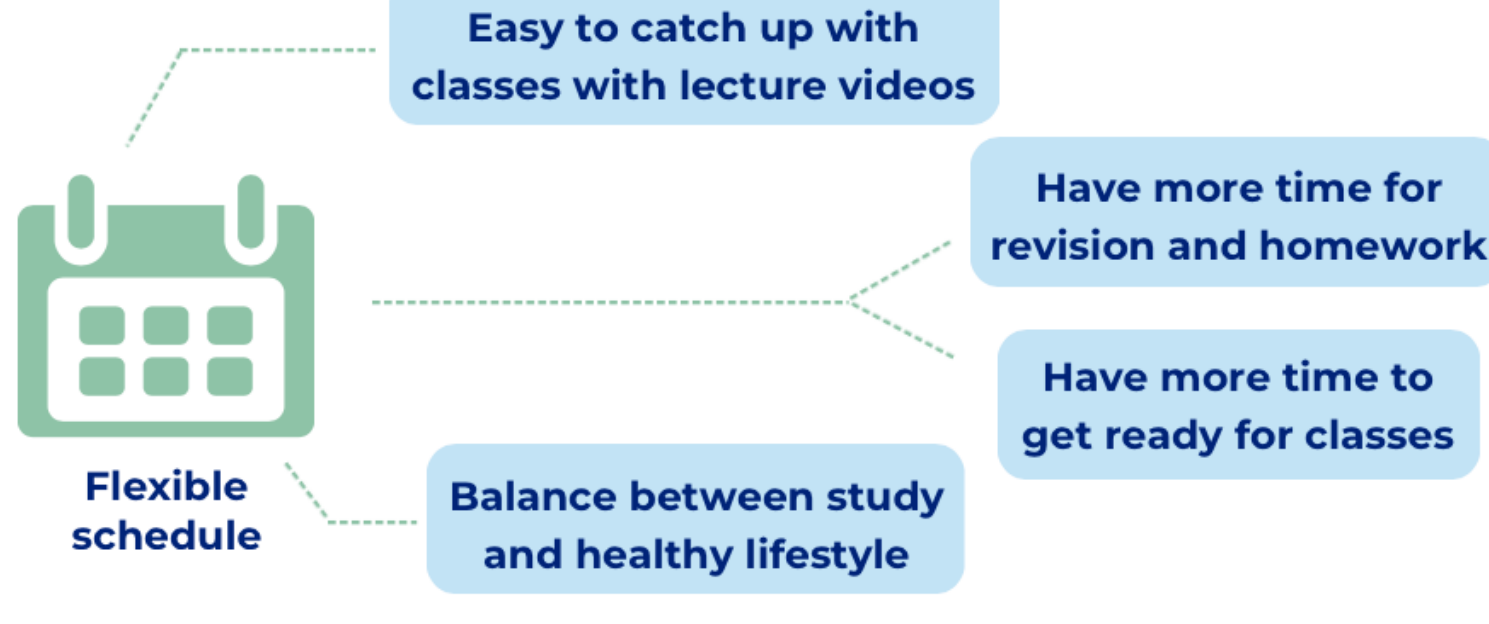 Easy to catch up with
classes with lecture videos
Have more time for
revision and homework
Have more time to
get ready for classes
Flexible
schedule
Balance between study
and healthy lifestyle